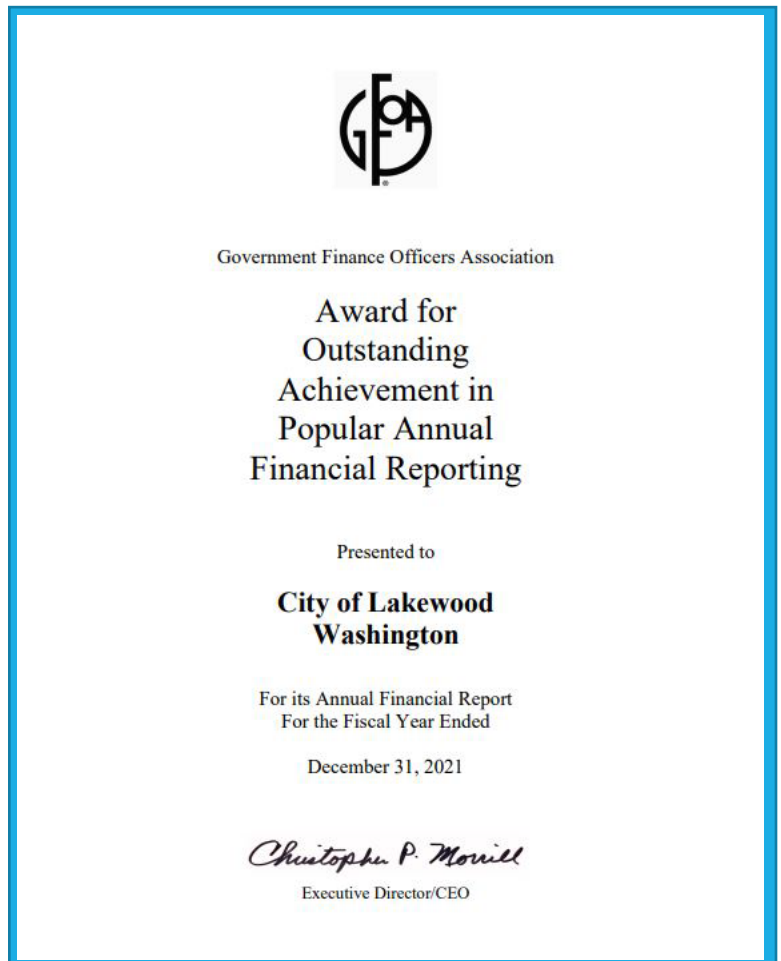 GFOA
®
Government Finance Officers Association
Award for
Outstanding
Achievement in
Popular Annual
Financial Reporting
Presented to
City of Lakewood
Washington
For its Annual Financial Report
For the Fiscal Year Ended
December 31, 2021
Christopher P. Morrill
Executive Director/CEO